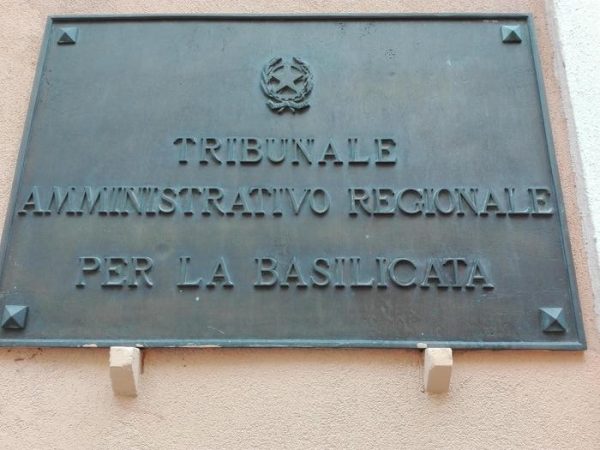 TRIBUNALE
AMMINISTRATIVO REGIONALE
PER LA BASILICATA